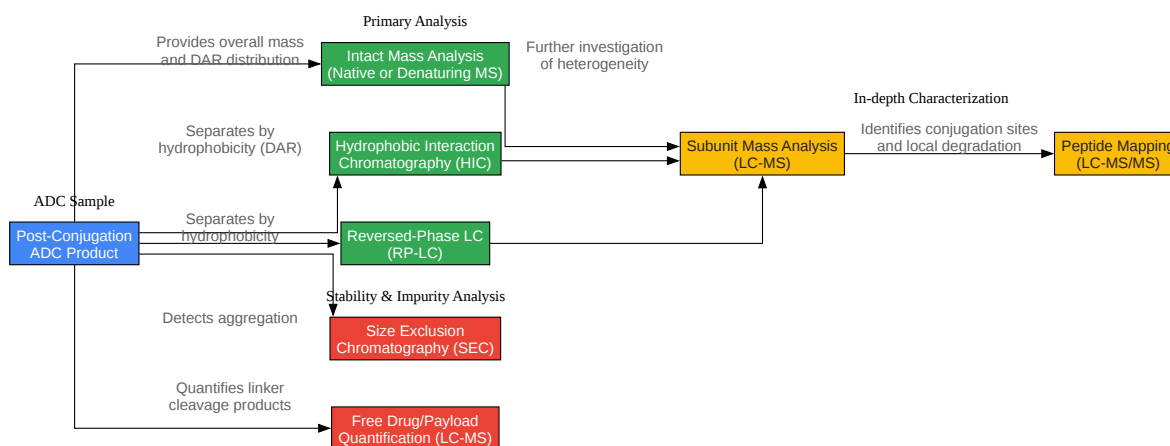 Primary Analysis
Provides overall mass
and DAR distribution
Intact Mass Analysis
(Native or Denaturing MS)
Further investigation
of heterogeneity
In-depth Characterization
Separates by
hydrophobicity (DAR)
Hydrophobic Interaction
Chromatography (HIC)
Subunit Mass Analysis
(LC-MS)
Identifies conjugation sites
and local degradation
Peptide Mapping
(LC-MS/MS)
ADC Sample
Post-Conjugation
ADC Product
Separates by
hydrophobicity
Reversed-Phase LC
(RP-LC)
Stability & Impurity Analysis
Detects aggregation
Size Exclusion
Chromatography (SEC)
Quantifies linker
cleavage products
Free Drug/Payload
Quantification (LC-MS)